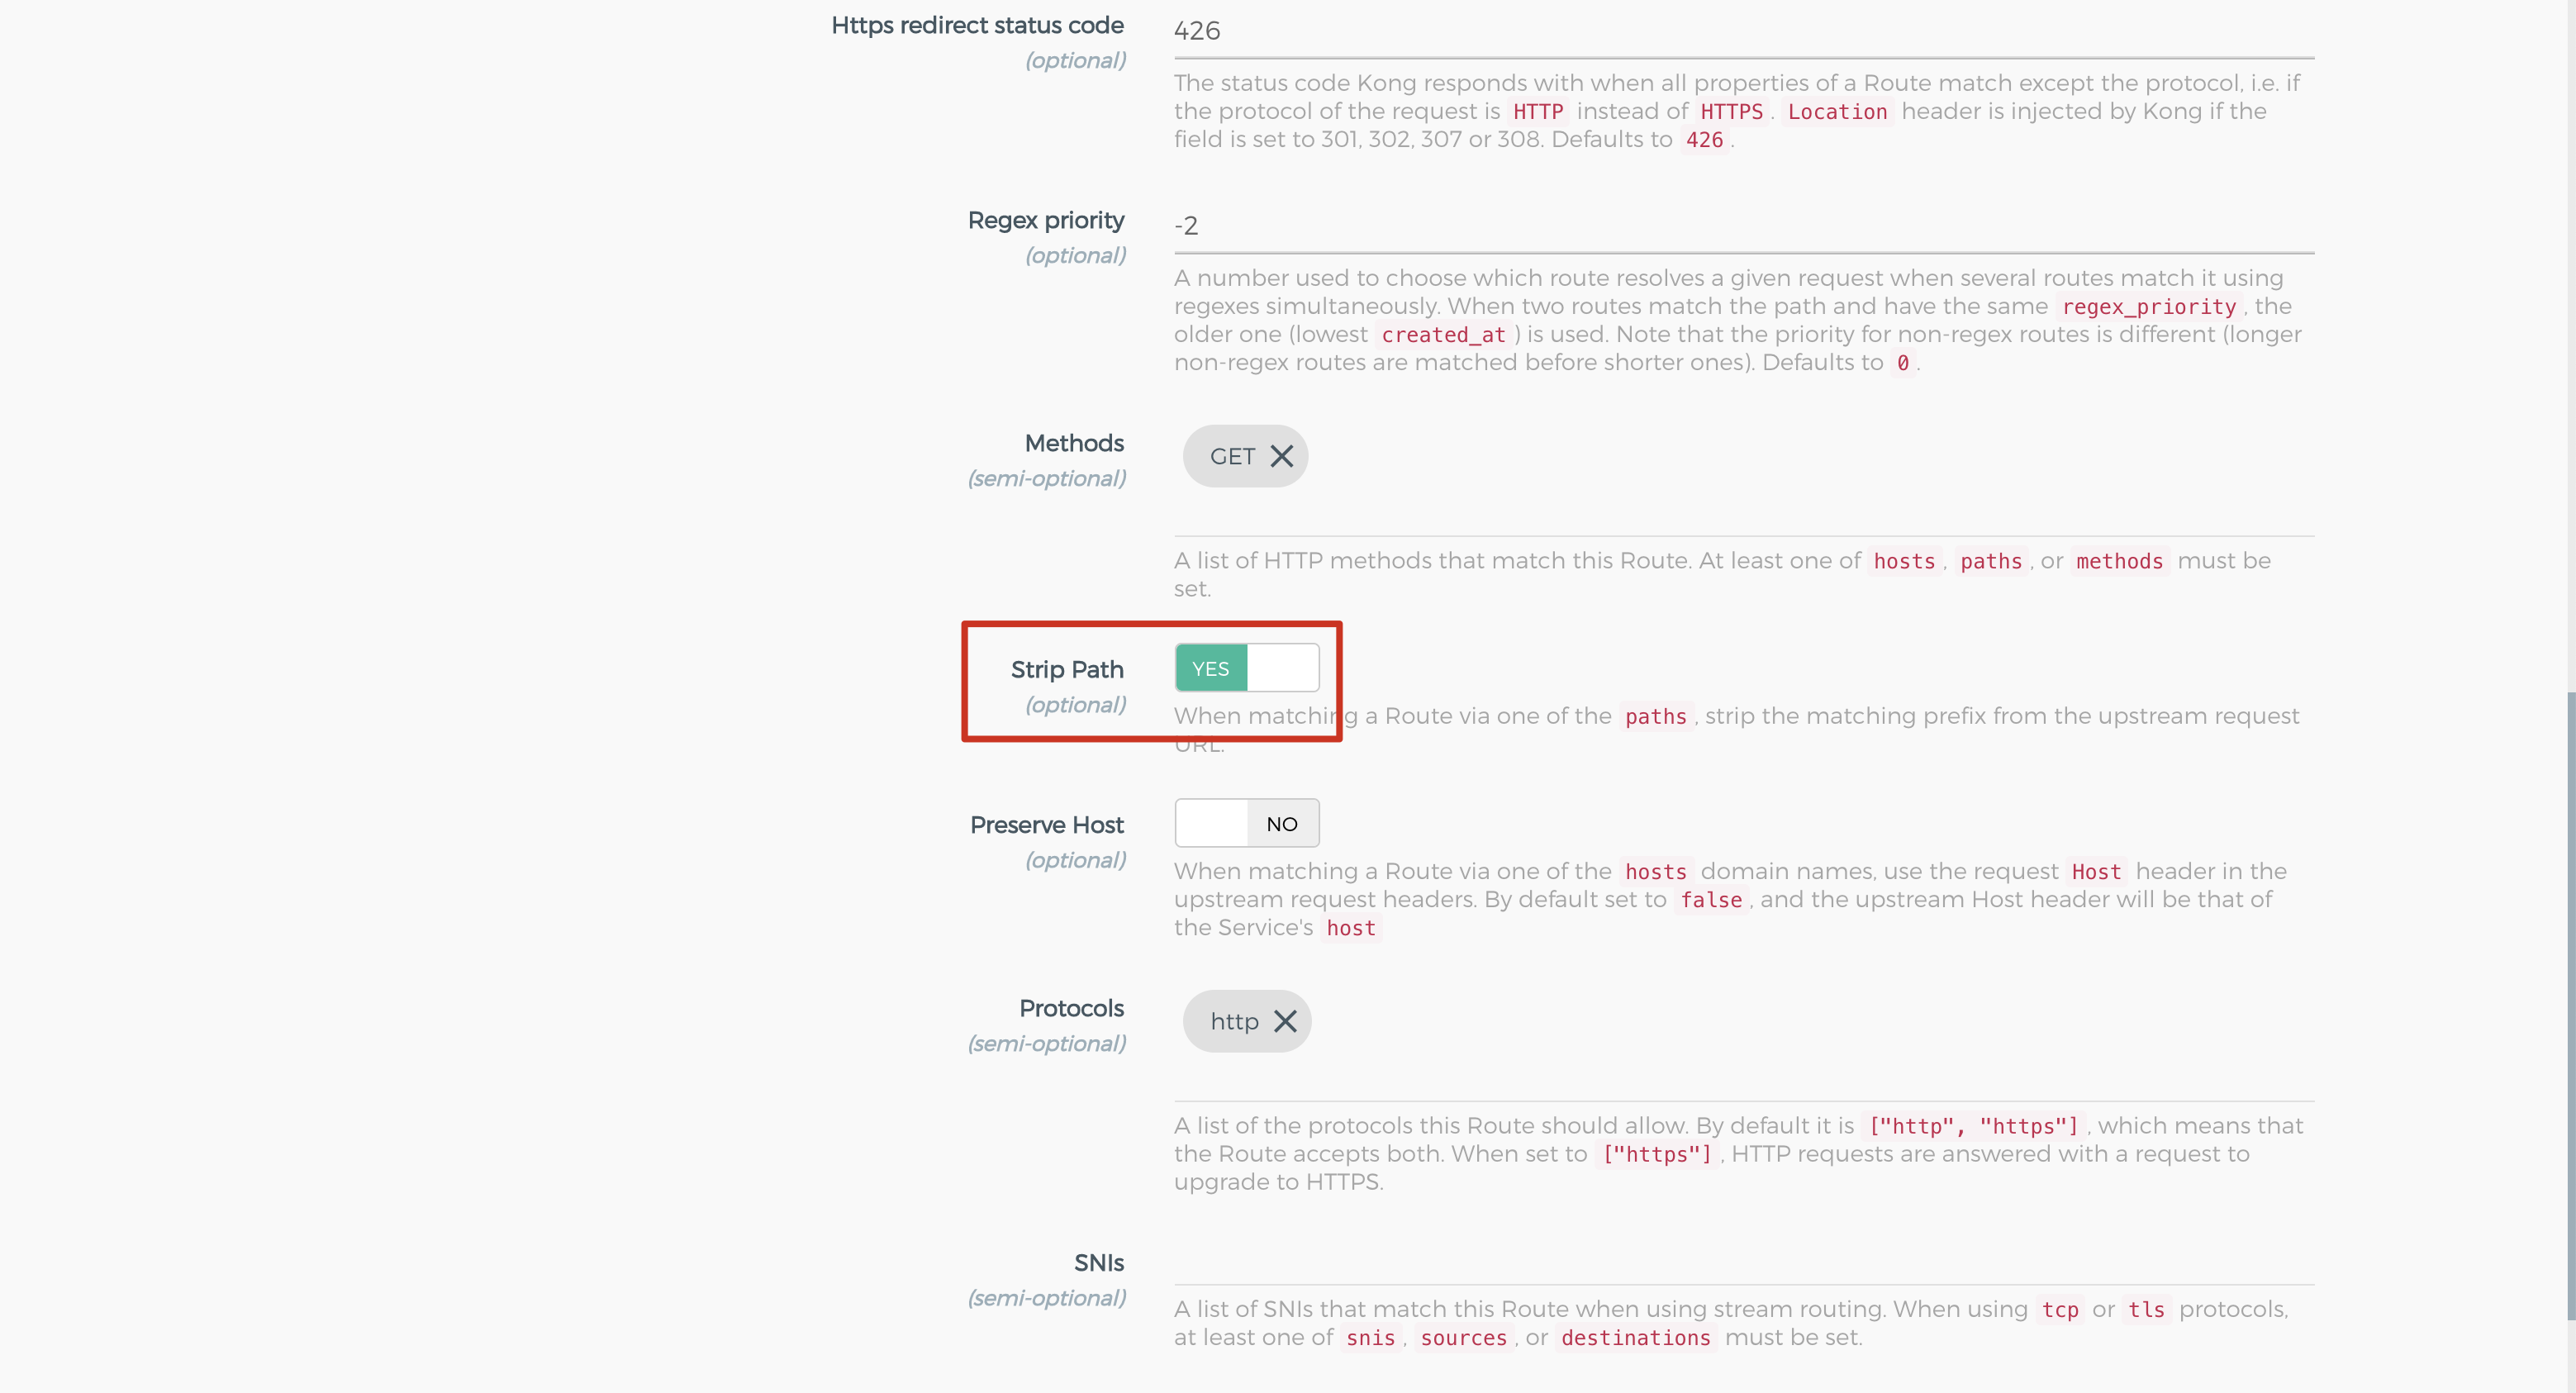 Https redirect status code
(optional)
426
The status code Kong responds with when all properties of a Route match except the protocol, i.e. if
the protocol of the request is HTTP instead of HTTPS. Location header is injected by Kong if the
field is set to 301, 302, 307 or 308. Defaults to 426.
Regex priority
(optional)
-2
A number used to choose which route resolves a given request when several routes match it using
regexes simultaneously. When two routes match the path and have the same regex_priority, the
older one (lowest created_at) is used. Note that the priority for non-regex routes is different (longer
non-regex routes are matched before shorter ones). Defaults to 0.
Methods
(semi-optional)
GET
A list of HTTP methods that match this Route. At least one of hosts, paths, or methods must be
set.
Strip Path
(optional)
YES
When matching a Route via one of the paths, strip the matching prefix from the upstream request
URL.
Preserve Host
(optional)
NO
When matching a Route via one of the hosts domain names, use the request Host header in the
upstream request headers. By default set to false, and the upstream Host header will be that of
the Service's host
Protocols
(semi-optional)
http
A list of the protocols this Route should allow. By default it is ["http", "https"], which means that
the Route accepts both. When set to ["https"], HTTP requests are answered with a request to
upgrade to HTTPS.
SNIs
(semi-optional)
A list of SNIs that match this Route when using stream routing. When using tcp or tls protocols,
at least one of snis, sources, or destinations must be set.